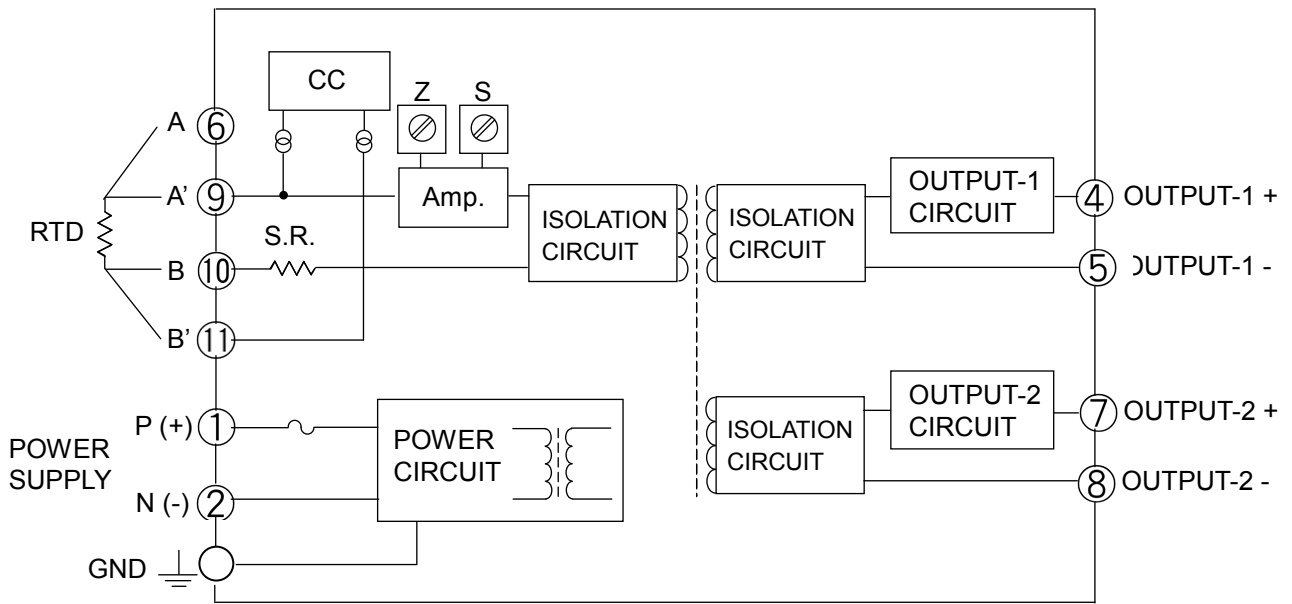 CC
Z S
A 6
A' 9
Amp.
ISOLATION
CIRCUIT
ISOLATION
CIRCUIT
OUTPUT-1
CIRCUIT
4 OUTPUT-1 +
RTD
S.R.
B 10
5 OUTPUT-1 -
B' 11
P (+) 1
POWER
SUPPLY
N (-) 2
POWER
CIRCUIT
ISOLATION
CIRCUIT
OUTPUT-2
CIRCUIT
7 OUTPUT-2 +
8 OUTPUT-2 -
GND